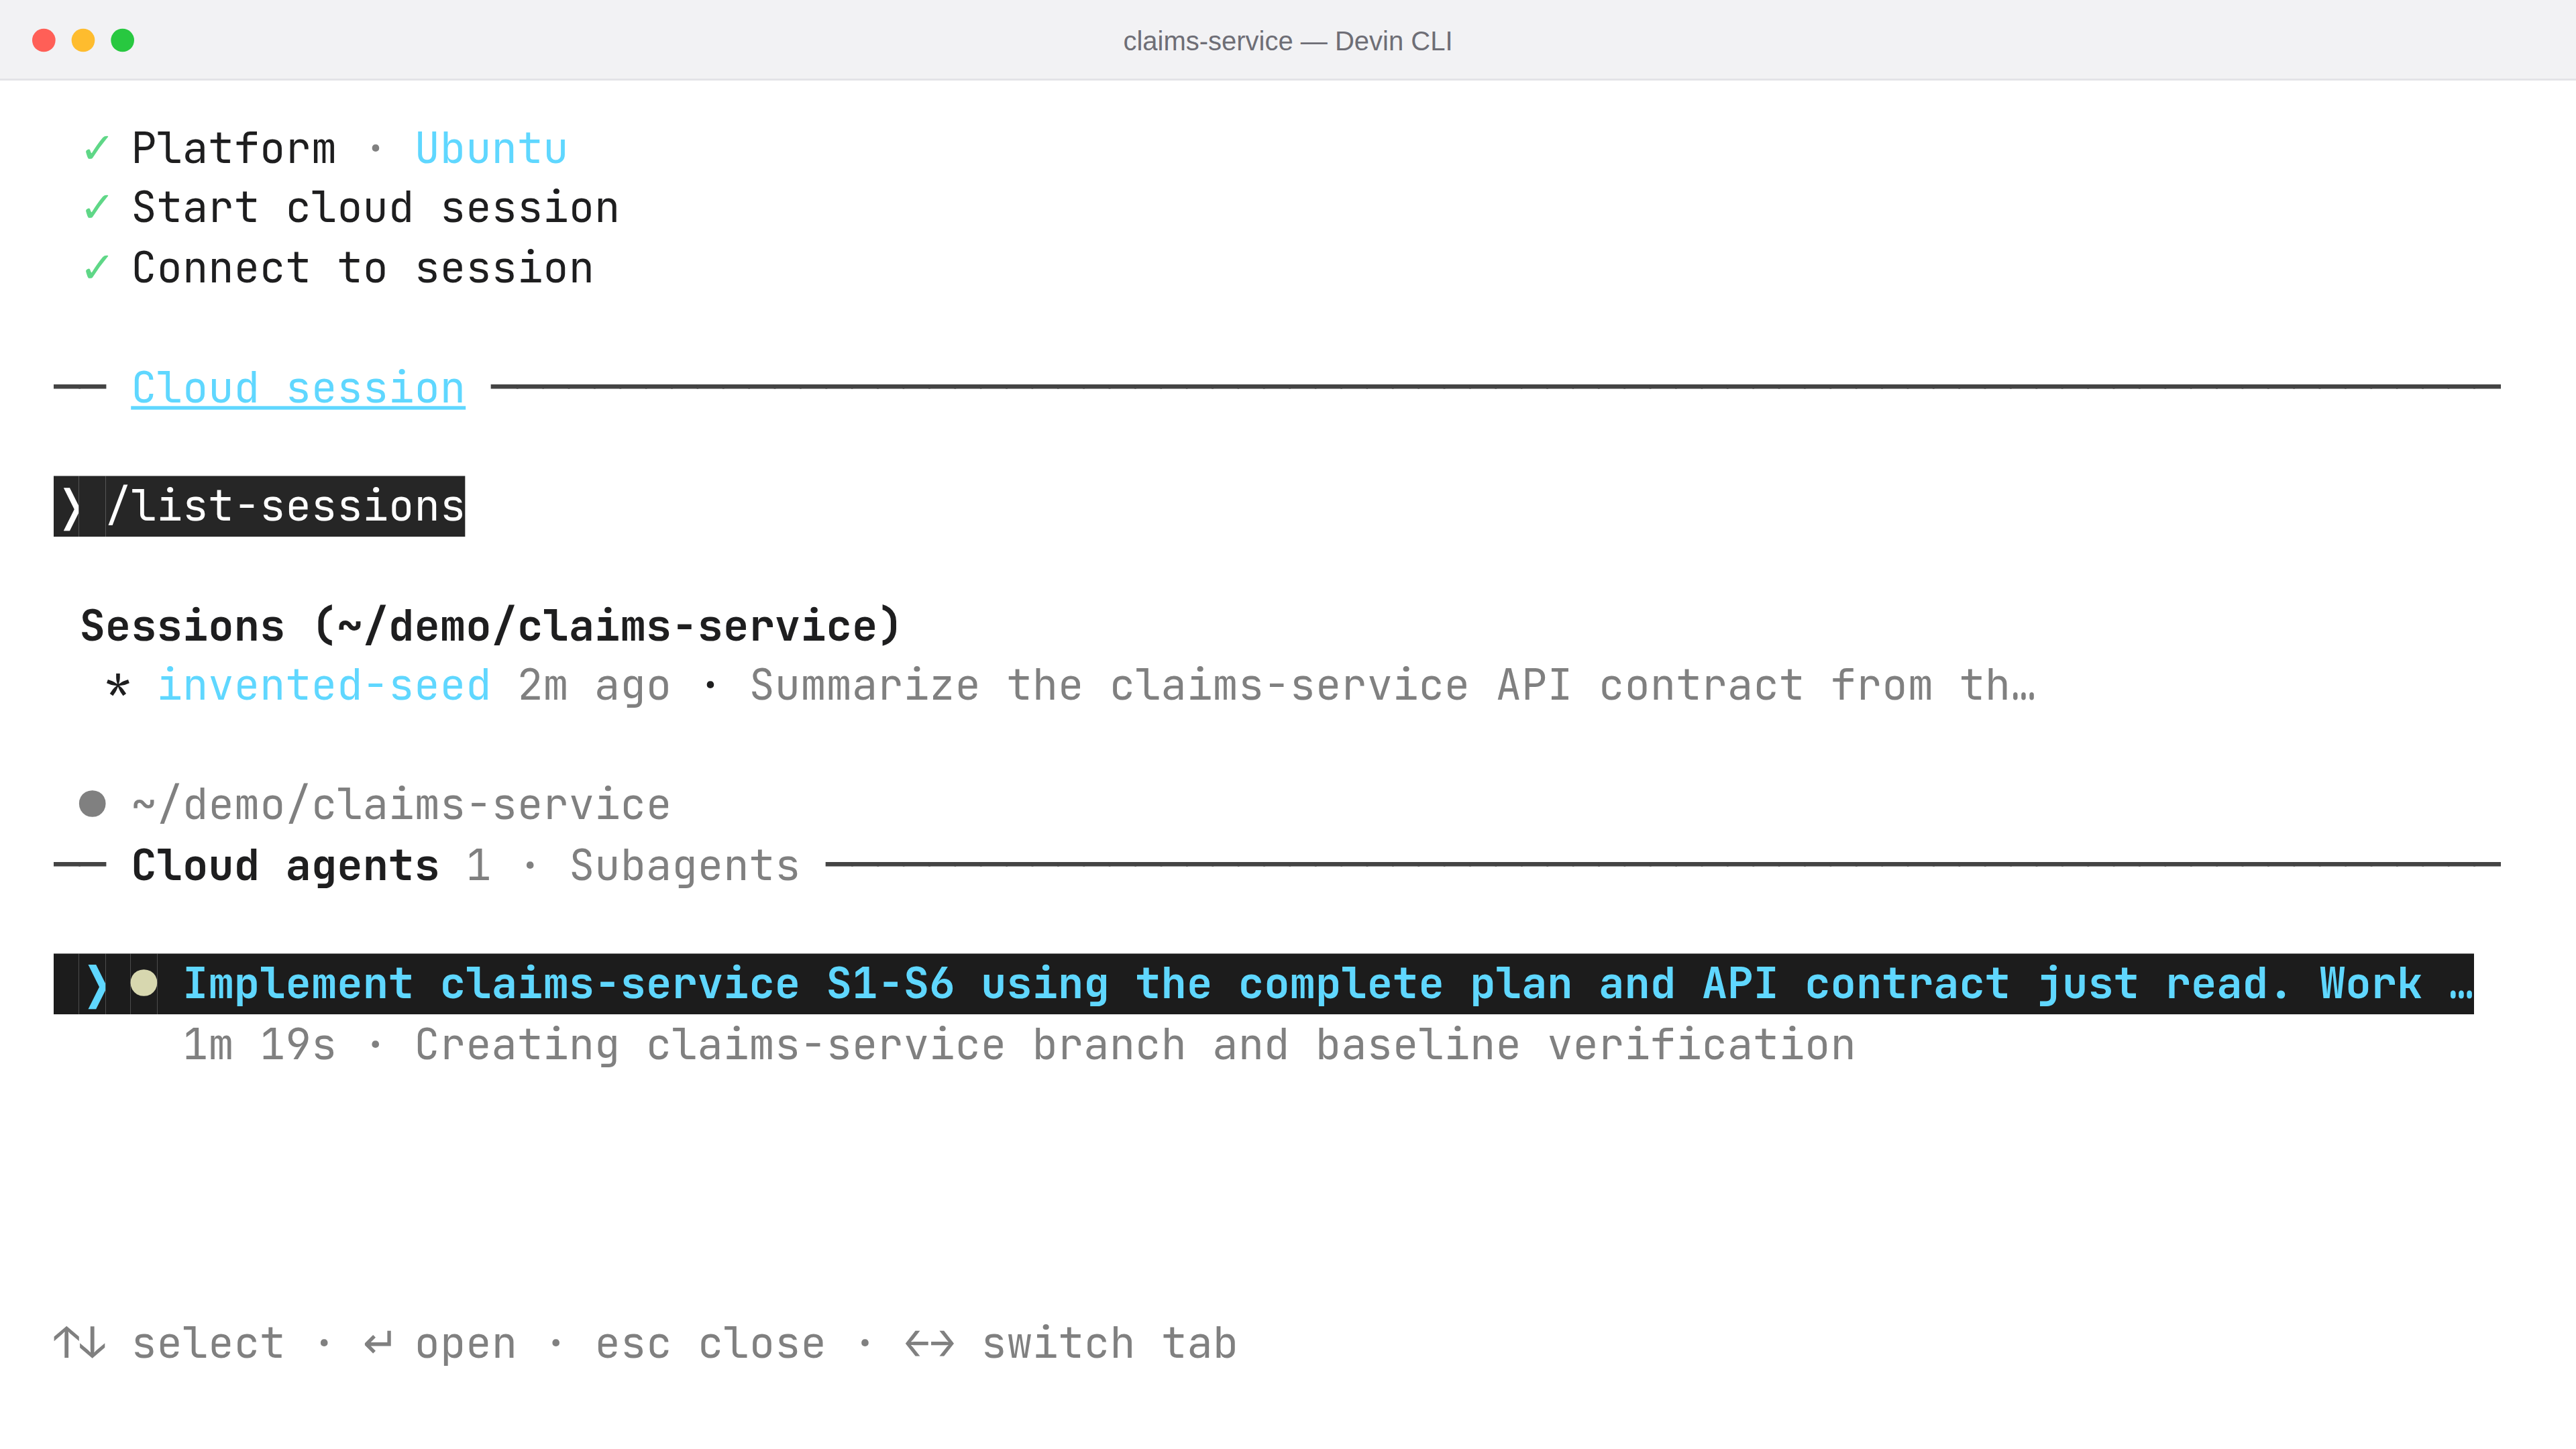 claims-service — Devin CLI
✓ Platform · Ubuntu
✓ Start cloud session
✓ Connect to session
Cloud session
❯ /list-sessions
Sessions (~/demo/claims-service)
* invented-seed 2m ago · Summarize the claims-service API contract from th…
● ~/demo/claims-service
Cloud agents 1 · Subagents
❯ ● Implement claims-service S1-S6 using the complete plan and API contract just read. Work …
1m 19s · Creating claims-service branch and baseline verification
↑↓ select · ↵ open · esc close · ←→ switch tab